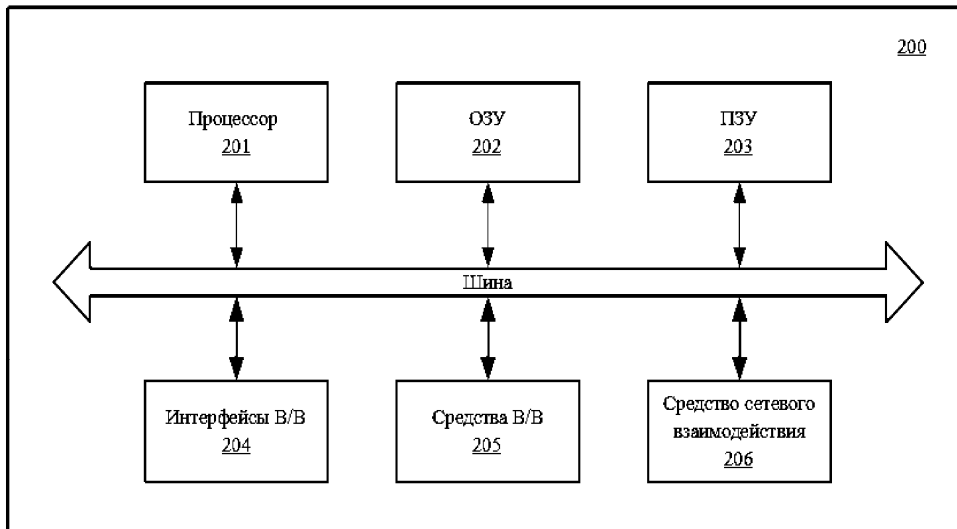 200
Процессор
201
ОЗУ
202
ПЗУ
203
Шина
Интерфейсы В/В
204
Средства В/В
205
Средство сетевого
взаимодействия
206